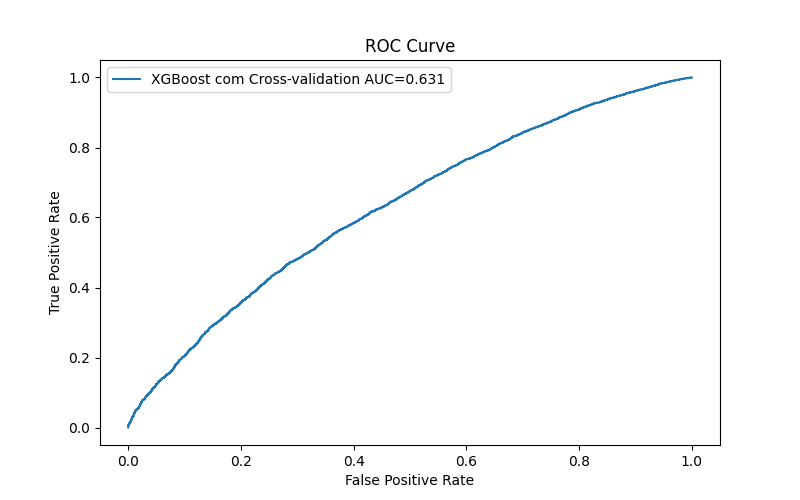 ROC Curve
XGBoost com Cross-validation AUC=0.631
1.0
0.8
0.6
0.4
0.2
0.0
True Positive Rate
0.0 0.2 0.4 0.6 0.8 1.0
False Positive Rate